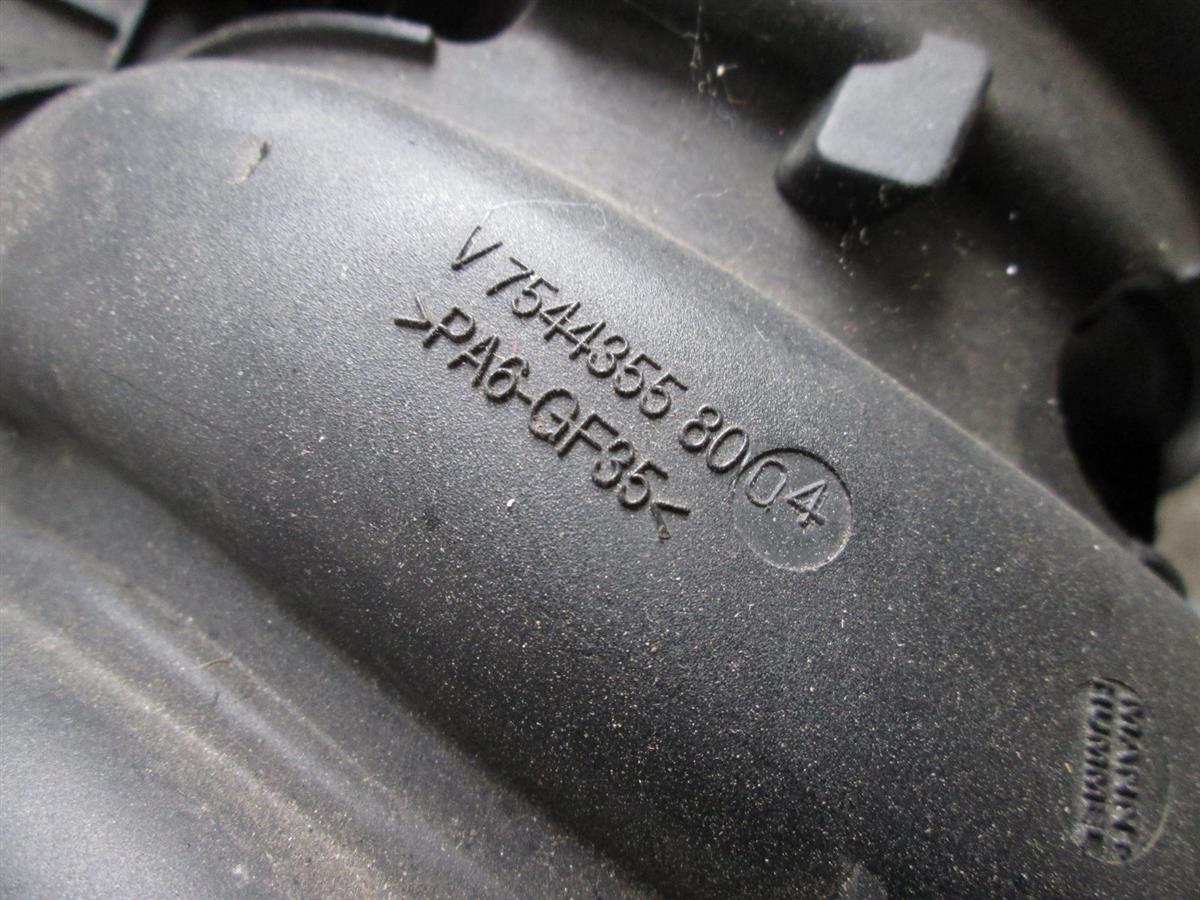 V 7544355 80 04
>PA6-GF35<
MANN+
HUMMEL